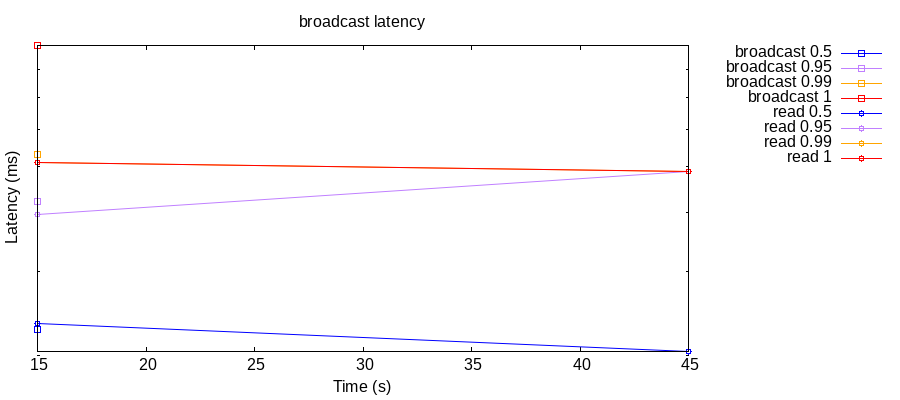 broadcast latency
broadcast 0.5
broadcast 0.95
broadcast 0.99
broadcast 1
read 0.5
read 0.95
read 0.99
read 1
Latency (ms)
15 20 25 30 35 40 45
Time (s)